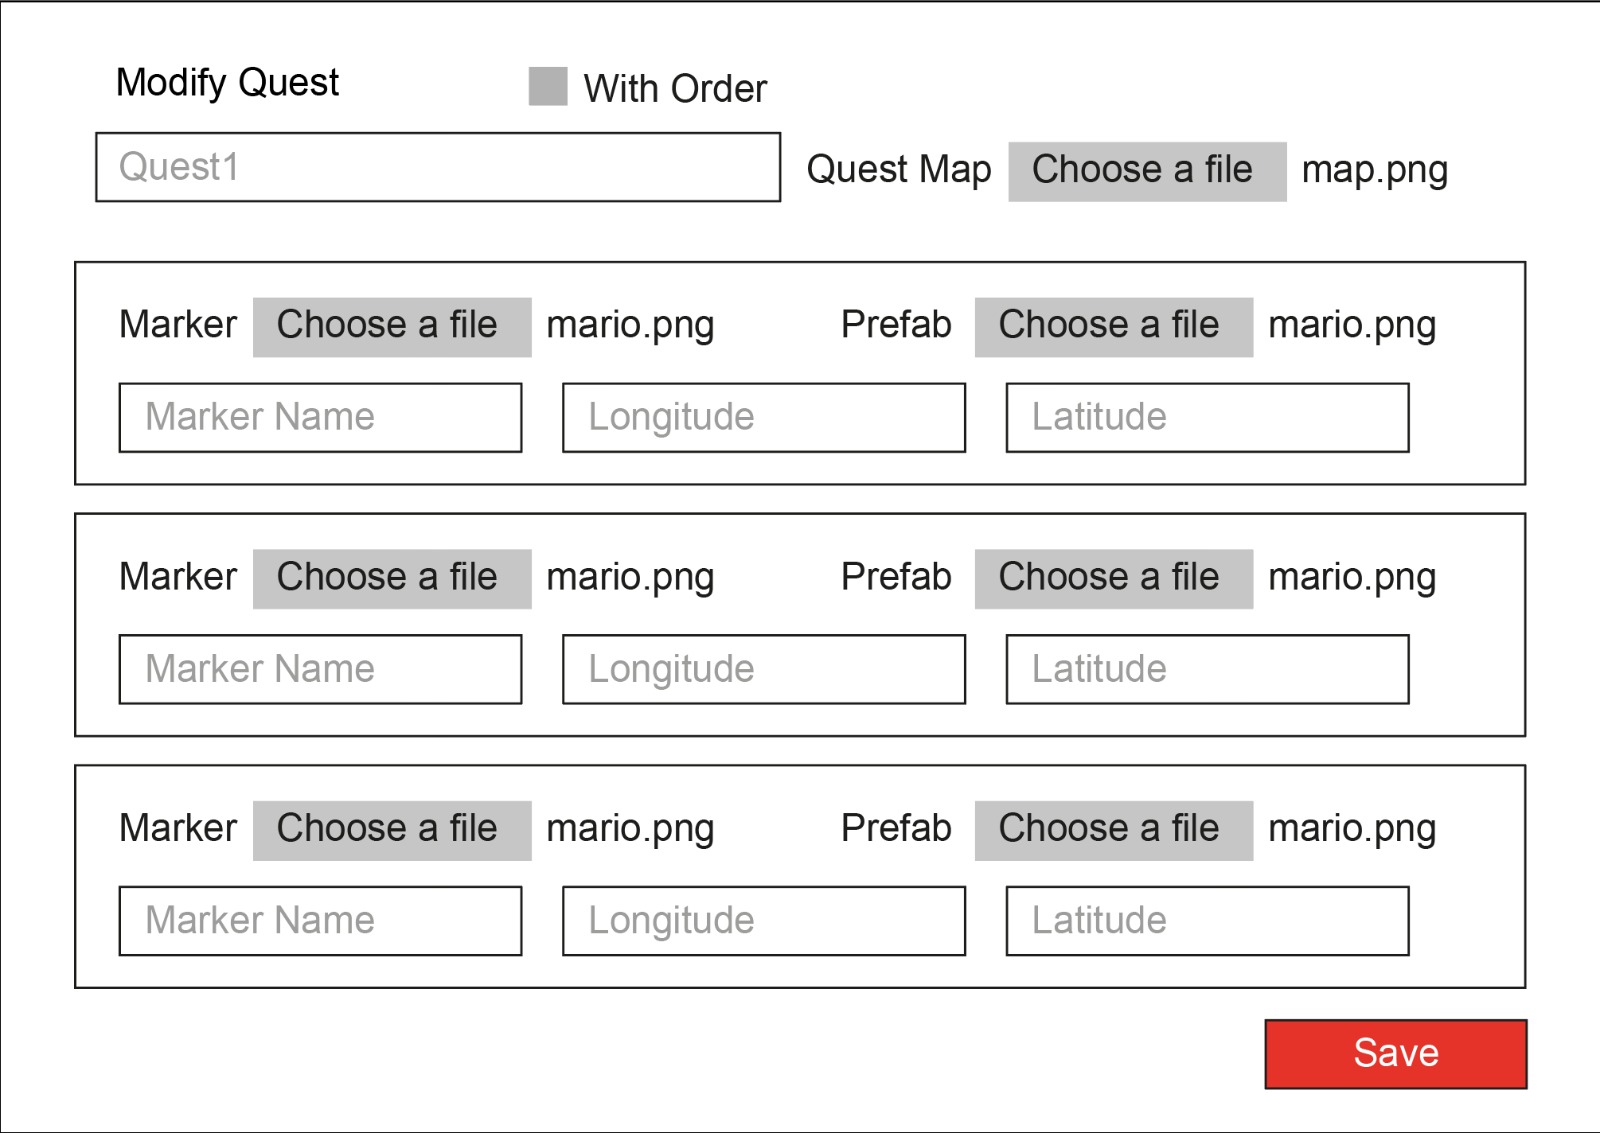 Modify Quest With Order
Quest1
Quest Map Choose a file map.png
Marker Choose a file mario.png Prefab Choose a file mario.png
Marker Name Longitude Latitude
Marker Choose a file mario.png Prefab Choose a file mario.png
Marker Name Longitude Latitude
Marker Choose a file mario.png Prefab Choose a file mario.png
Marker Name Longitude Latitude
Save